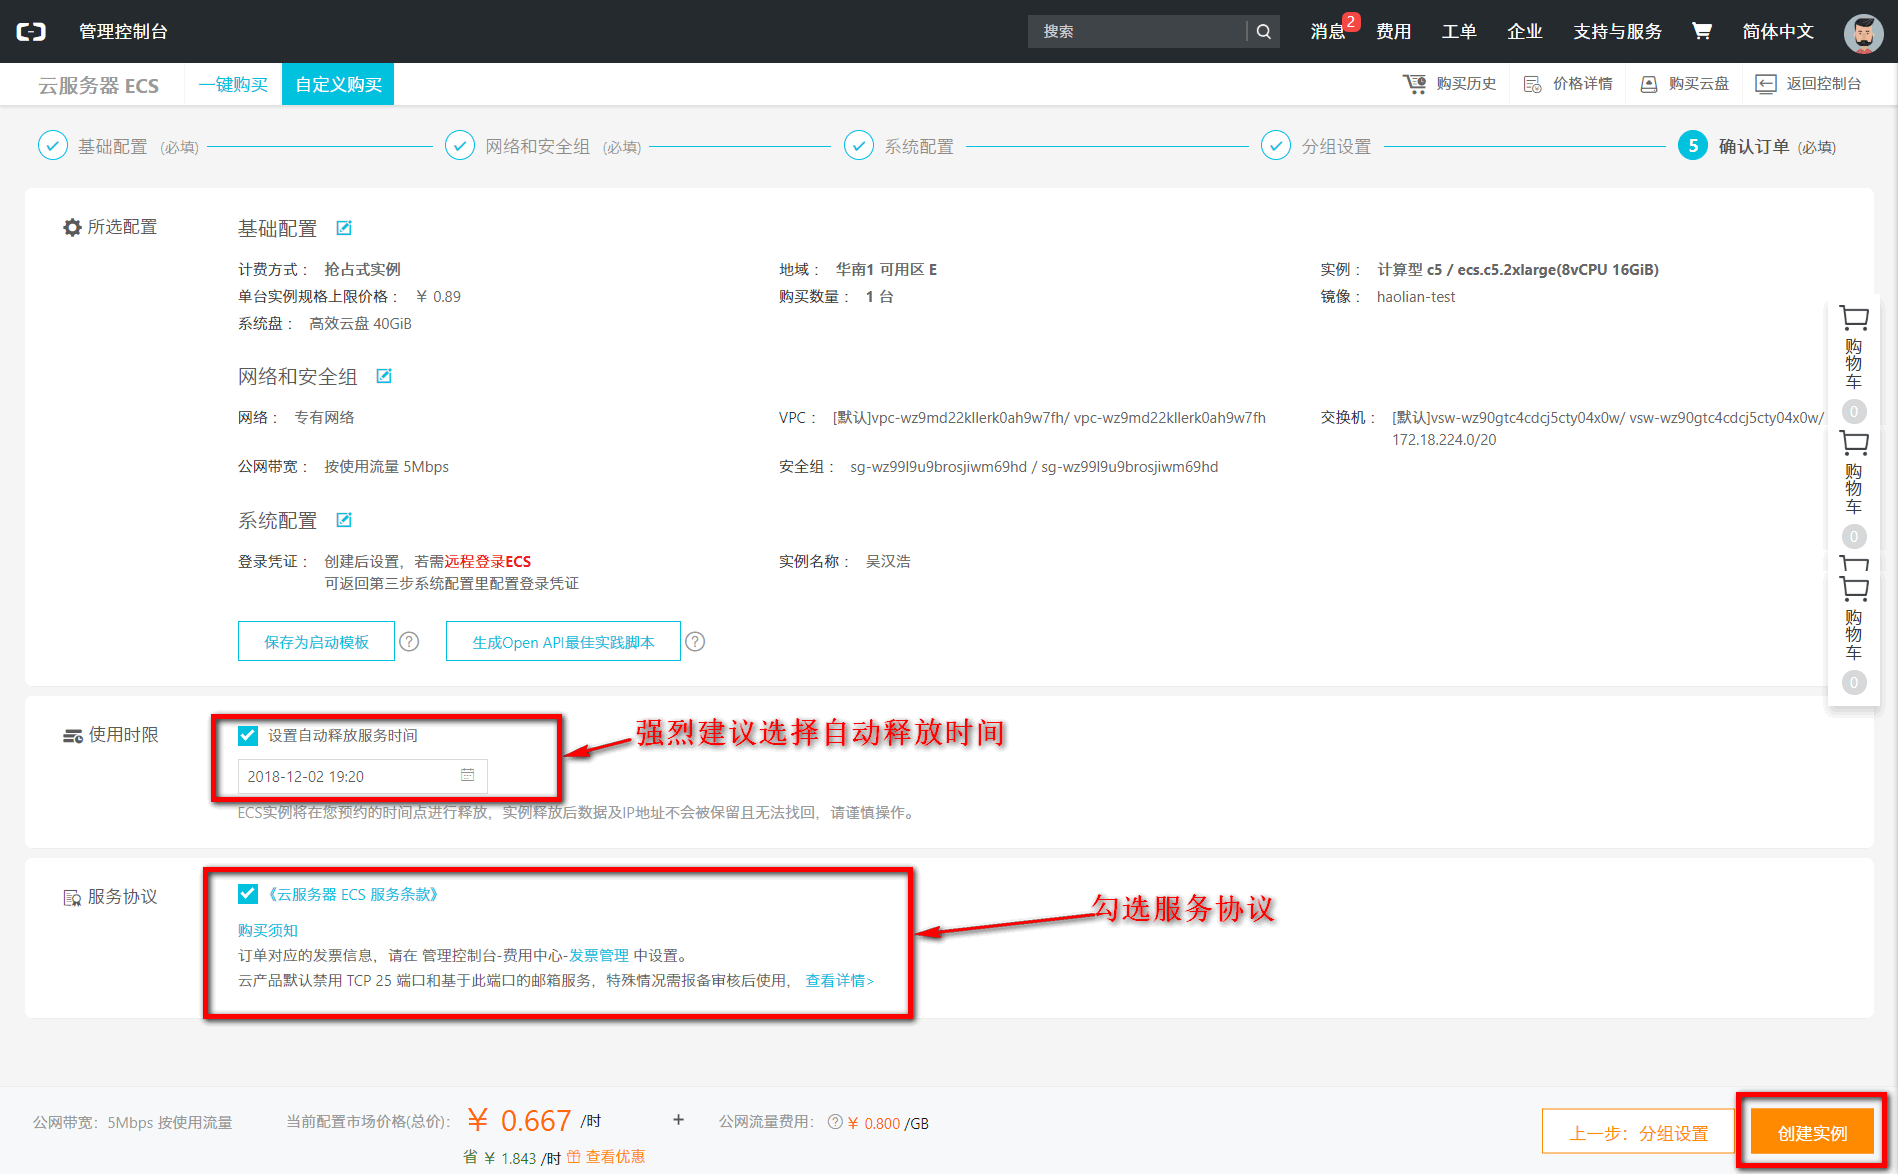 管理控制台
搜索
消息 2
费用
工单
企业
支持与服务
简体中文
云服务器 ECS
一键购买
自定义购买
购买历史
价格详情
购买云盘
返回控制台
基础配置 (必填)
网络和安全组 (必填)
系统配置
分组设置
5 确认订单 (必填)
所选配置
基础配置
计费方式： 抢占式实例
地域： 华南1 可用区 E
实例： 计算型 c5 / ecs.c5.2xlarge(8vCPU 16GiB)
单台实例规格上限价格： ¥ 0.89
购买数量： 1 台
镜像： haolian-test
系统盘： 高效云盘 40GiB
网络和安全组
网络： 专有网络
VPC： [默认]vpc-wz9md22kllerk0ah9w7fh/ vpc-wz9md22kllerk0ah9w7fh
交换机： [默认]vsw-wz90gtc4cdcj5cty04x0w/ vsw-wz90gtc4cdcj5cty04x0w/
172.18.224.0/20
公网带宽： 按使用流量 5Mbps
安全组： sg-wz99l9u9brosjiwm69hd / sg-wz99l9u9brosjiwm69hd
系统配置
登录凭证： 创建后设置，若需远程登录ECS
可返回第三步系统配置里配置登录凭证
实例名称： 吴汉浩
保存为启动模板 ?
生成Open API最佳实践脚本 ?
购物车
0
购物车
0
购物车
0
使用时限
设置自动释放服务时间
2018-12-02 19:20
ECS实例将在您预约的时间点进行释放，实例释放后数据及IP地址不会被保留且无法找回，请谨慎操作。
强烈建议选择自动释放时间
服务协议
《云服务器 ECS 服务条款》
购买须知
订单对应的发票信息，请在 管理控制台-费用中心-发票管理 中设置。
云产品默认禁用 TCP 25 端口和基于此端口的邮箱服务，特殊情况需报备审核后使用， 查看详情>
勾选服务协议
公网带宽：5Mbps 按使用流量
当前配置市场价格(总价)： ¥ 0.667 /时
+
公网流量费用： ? ¥ 0.800 /GB
省 ¥ 1.843 /时 查看优惠
上一步：分组设置
创建实例